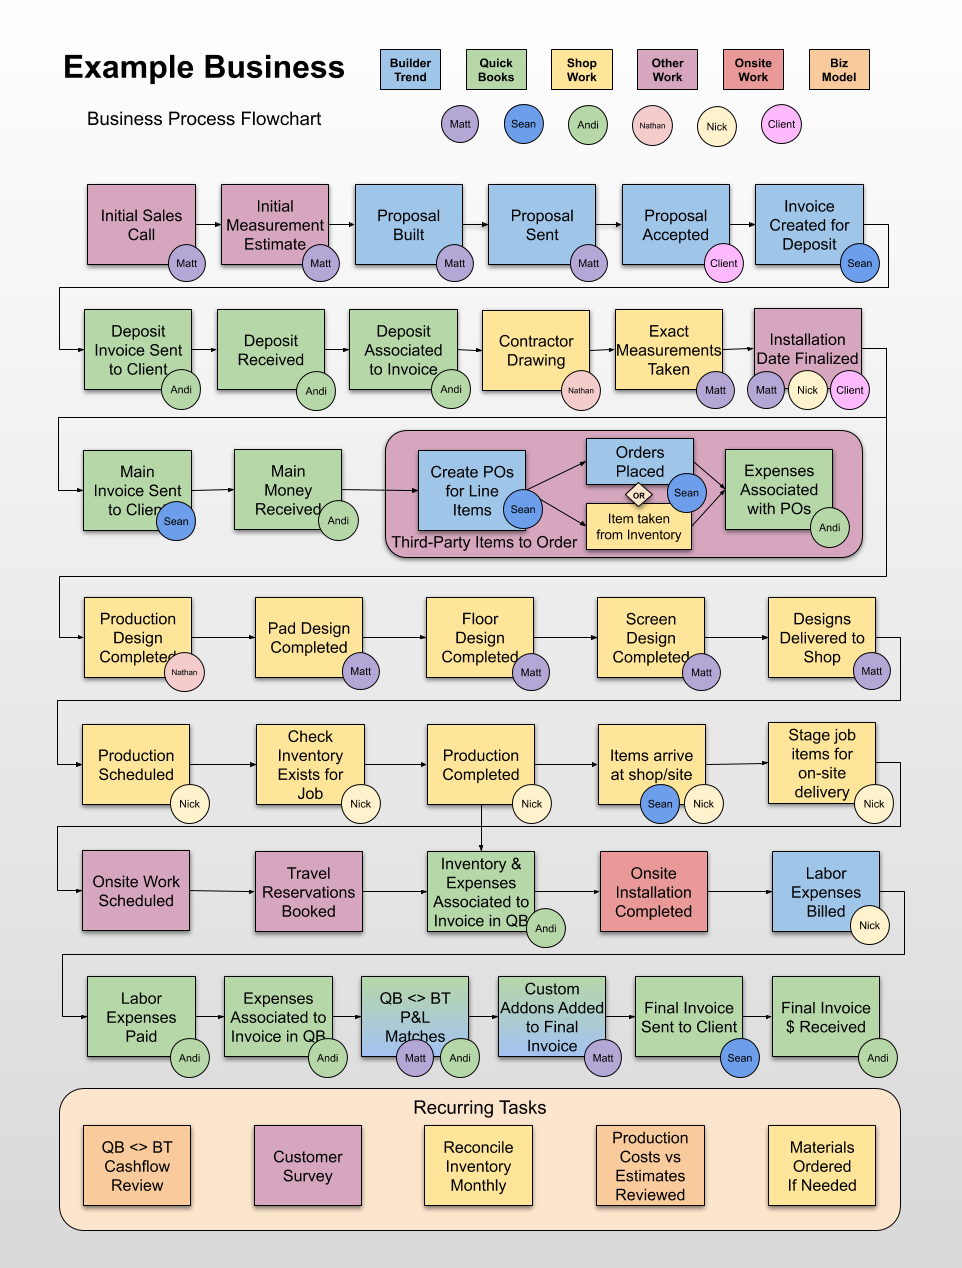 Example Business
Business Process Flowchart
Builder
Trend
Quick
Books
Shop
Work
Other
Work
Onsite
Work
Biz
Model
Matt
Sean
Andi
Nathan
Nick
Client
Initial Sales
Call
Matt
Initial
Measurement
Estimate
Matt
Proposal
Built
Matt
Proposal
Sent
Matt
Proposal
Accepted
Client
Invoice
Created for
Deposit
Sean
Deposit
Invoice Sent
to Client
Andi
Deposit
Received
Andi
Deposit
Associated
to Invoice
Andi
Contractor
Drawing
Nathan
Exact
Measurements
Taken
Matt
Installation
Date Finalized
Matt
Nick
Client
Main
Invoice Sent
to Client
Sean
Main
Money
Received
Andi
Create POs
for Line
Items
Sean
Orders
Placed
Sean
OR
Item taken
from Inventory
Expenses
Associated
with POs
Andi
Third-Party Items to Order
Production
Design
Completed
Nathan
Pad Design
Completed
Matt
Floor
Design
Completed
Matt
Screen
Design
Completed
Matt
Designs
Delivered to
Shop
Matt
Production
Scheduled
Nick
Check
Inventory
Exists for
Job
Nick
Production
Completed
Nick
Items arrive
at shop/site
Sean
Nick
Stage job
items for
on-site
delivery
Nick
Onsite Work
Scheduled
Travel
Reservations
Booked
Inventory &
Expenses
Associated to
Invoice in QB
Andi
Onsite
Installation
Completed
Labor
Expenses
Billed
Nick
Labor
Expenses
Paid
Andi
Expenses
Associated to
Invoice in QB
Andi
QB <> BT
P&L
Matches
Matt
Andi
Custom
Addons Added
to Final
Invoice
Matt
Final Invoice
Sent to Client
Sean
Final Invoice
$ Received
Andi
Recurring Tasks
QB <> BT
Cashflow
Review
Customer
Survey
Reconcile
Inventory
Monthly
Production
Costs vs
Estimates
Reviewed
Materials
Ordered
If Needed